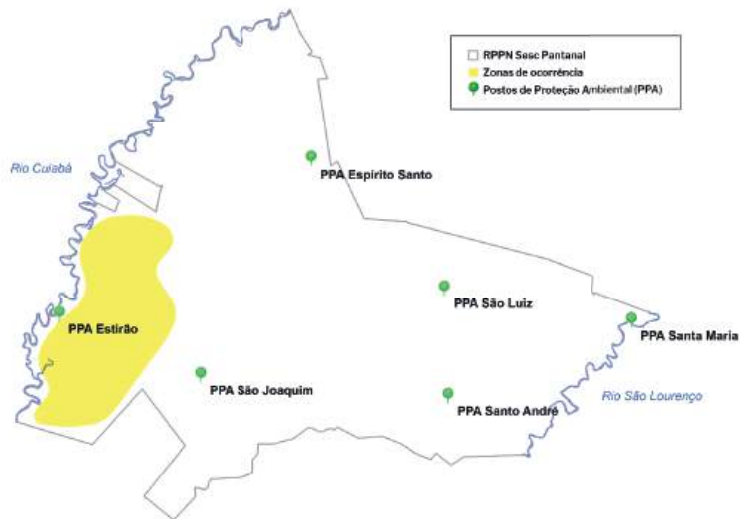 RPPN Sesc Pantanal
Zonas de ocorrência
Postos de Proteção Ambiental (PPA)
Rio Cuiabá
PPA Espírito Santo
PPA São Luiz
PPA Estirão
PPA Santa Maria
PPA São Joaquim
Rio São Lourenço
PPA Santo André